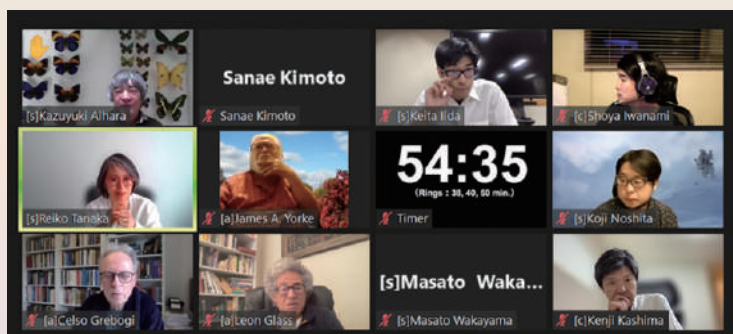 [s]Kazuyuki Aihara
Sanae Kimoto
Sanae Kimoto
[s]Keita Iida
[c]Shoya Iwanami
[s]Reiko Tanaka
[a]James A. Yorke
54:35
(Rings : 38, 40, 50 min.)
Timer
[s]Koji Noshita
[a]Celso Grebogi
[a]Leon Glass
[s]Masato Waka...
[s]Masato Wakayama
[c]Kenji Kashima